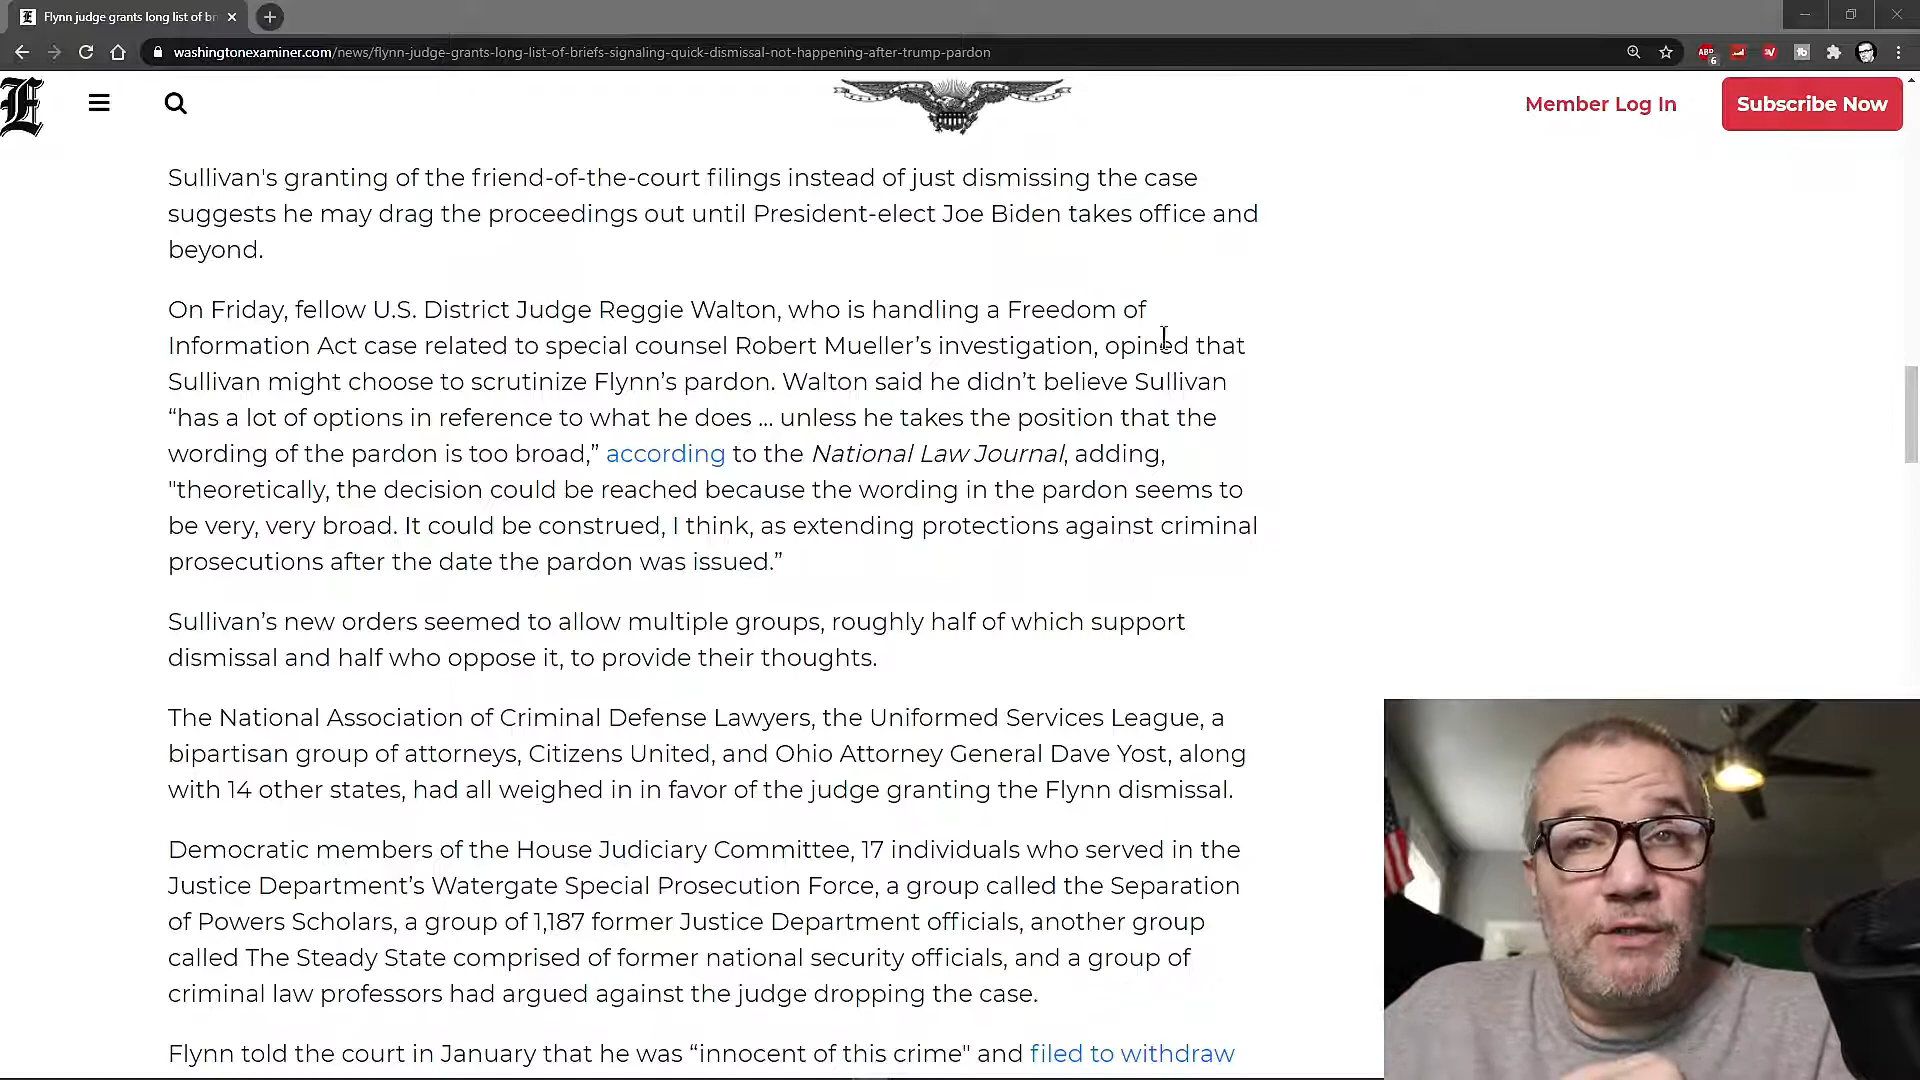 Flynn judge grants long list of br
washingtonexaminer.com/news/flynn-judge-grants-long-list-of-briefs-signaling-quick-dismissal-not-happening-after-trump-pardon
ABP
6
E
Member Log In
Subscribe Now
Sullivan's granting of the friend-of-the-court filings instead of just dismissing the case
suggests he may drag the proceedings out until President-elect Joe Biden takes office and
beyond.
On Friday, fellow U.S. District Judge Reggie Walton, who is handling a Freedom of
Information Act case related to special counsel Robert Mueller’s investigation, opined that
Sullivan might choose to scrutinize Flynn’s pardon. Walton said he didn’t believe Sullivan
“has a lot of options in reference to what he does ... unless he takes the position that the
wording of the pardon is too broad,” according to the National Law Journal, adding,
"theoretically, the decision could be reached because the wording in the pardon seems to
be very, very broad. It could be construed, I think, as extending protections against criminal
prosecutions after the date the pardon was issued.”
Sullivan’s new orders seemed to allow multiple groups, roughly half of which support
dismissal and half who oppose it, to provide their thoughts.
The National Association of Criminal Defense Lawyers, the Uniformed Services League, a
bipartisan group of attorneys, Citizens United, and Ohio Attorney General Dave Yost, along
with 14 other states, had all weighed in in favor of the judge granting the Flynn dismissal.
Democratic members of the House Judiciary Committee, 17 individuals who served in the
Justice Department’s Watergate Special Prosecution Force, a group called the Separation
of Powers Scholars, a group of 1,187 former Justice Department officials, another group
called The Steady State comprised of former national security officials, and a group of
criminal law professors had argued against the judge dropping the case.
Flynn told the court in January that he was “innocent of this crime" and filed to withdraw